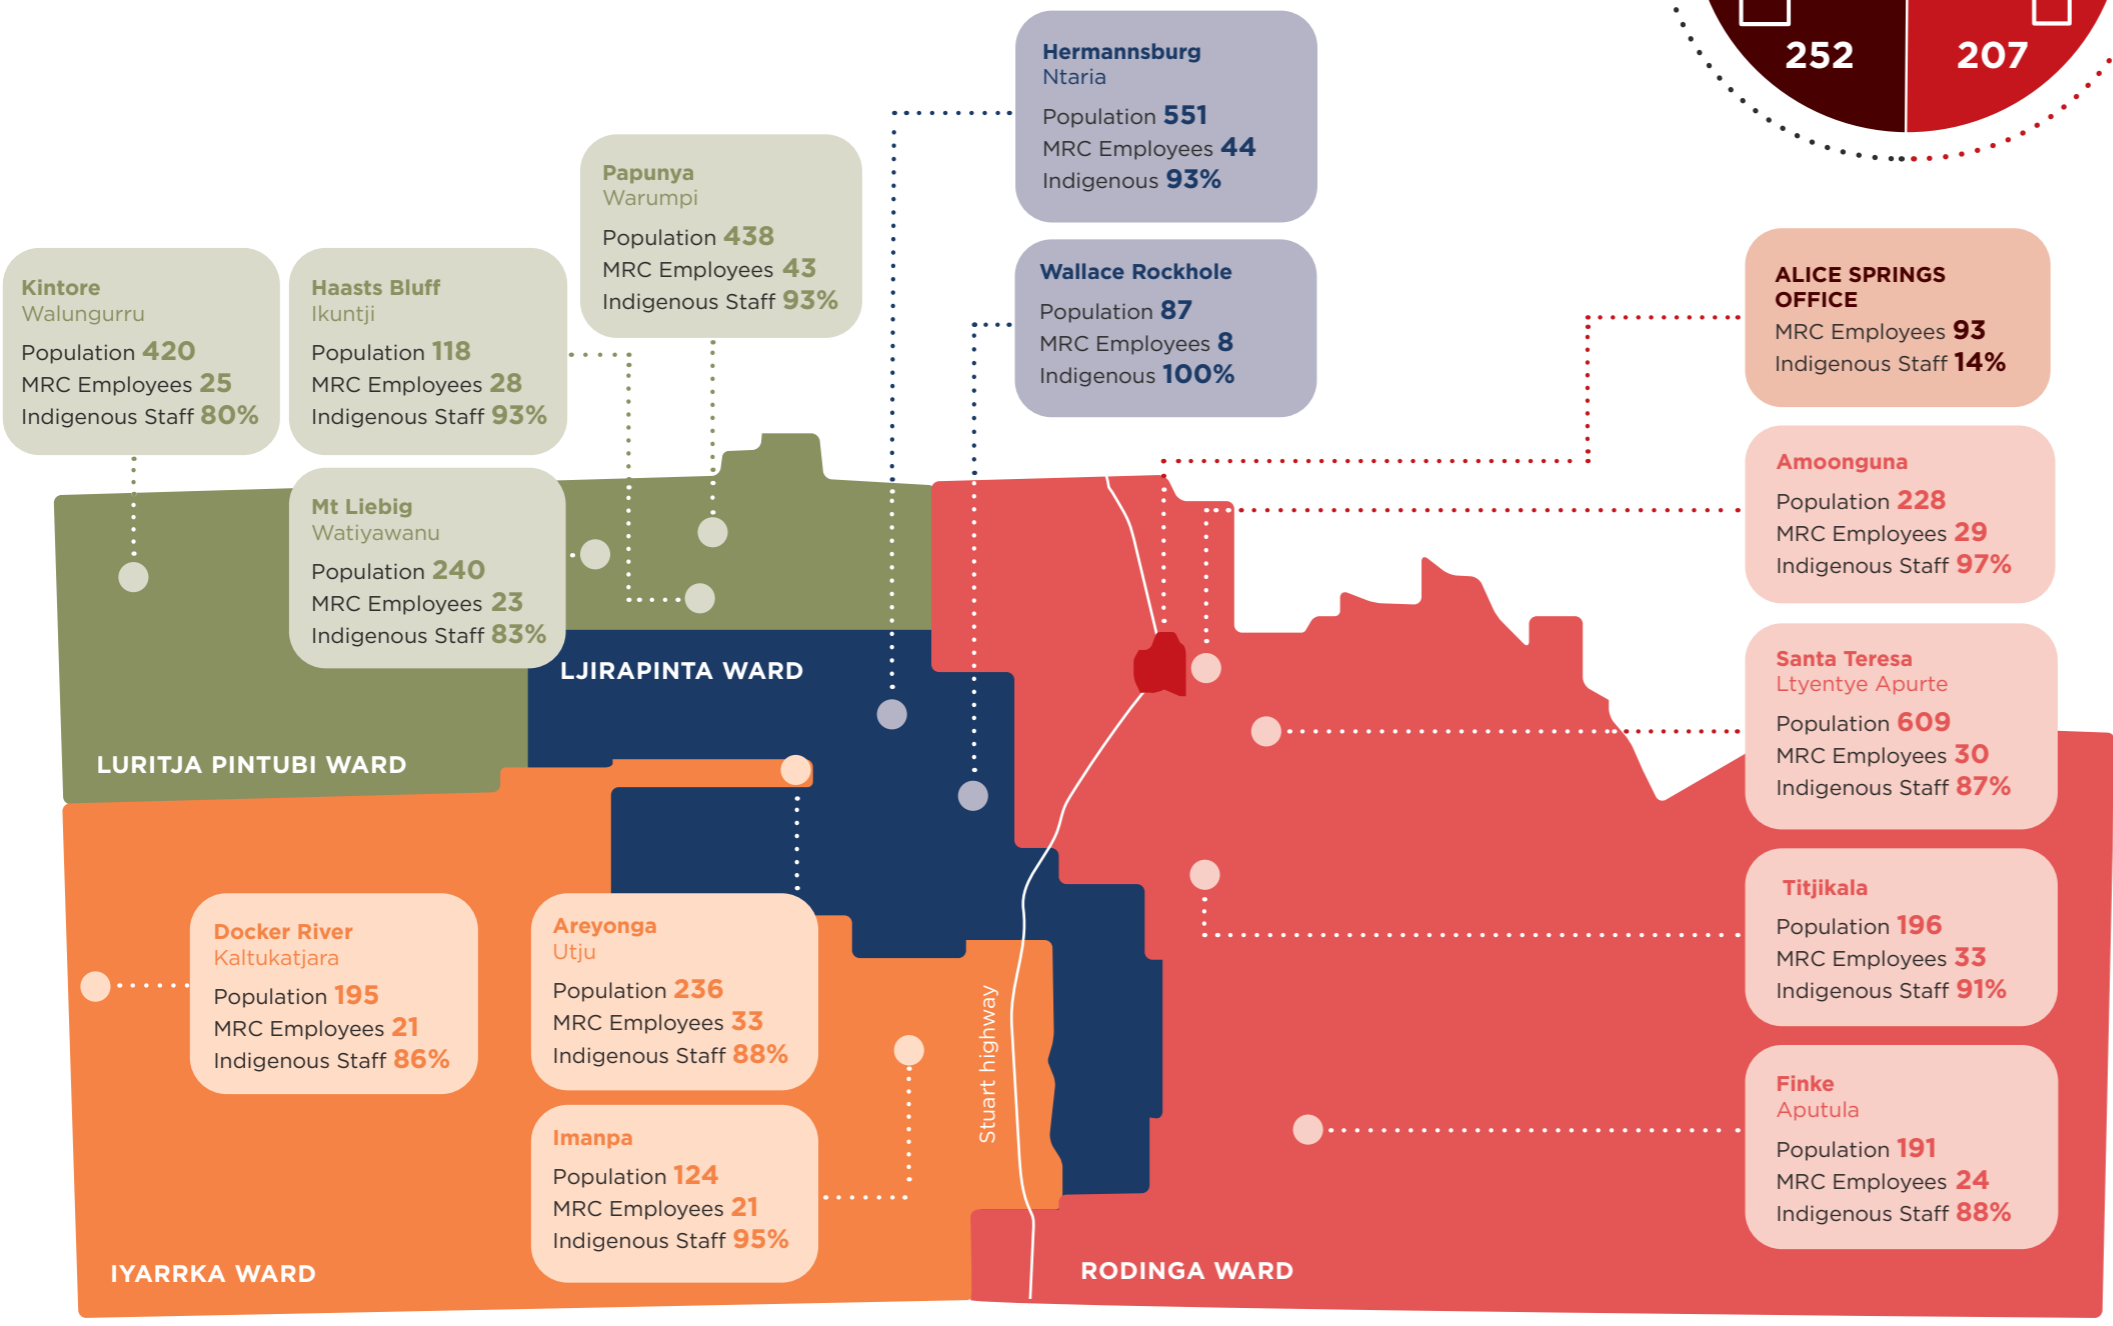 252
207
Hermannsburg
Ntaria
Population 551
MRC Employees 44
Indigenous 93%
Papunya
Warumpi
Population 438
MRC Employees 43
Indigenous Staff 93%
Kintore
Walungurru
Population 420
MRC Employees 25
Indigenous Staff 80%
Haasts Bluff
Ikuntji
Population 118
MRC Employees 28
Indigenous Staff 93%
Wallace Rockhole
Population 87
MRC Employees 8
Indigenous 100%
ALICE SPRINGS
OFFICE
MRC Employees 93
Indigenous Staff 14%
Mt Liebig
Watiyawanu
Population 240
MRC Employees 23
Indigenous Staff 83%
Amoonguna
Population 228
MRC Employees 29
Indigenous Staff 97%
LJIRAPINTA WARD
LURITJA PINTUBI WARD
Santa Teresa
Ltyentye Apurte
Population 609
MRC Employees 30
Indigenous Staff 87%
Docker River
Kaltukatjara
Population 195
MRC Employees 21
Indigenous Staff 86%
Areyonga
Utju
Population 236
MRC Employees 33
Indigenous Staff 88%
Stuart highway
Titjikala
Population 196
MRC Employees 33
Indigenous Staff 91%
Imanpa
Population 124
MRC Employees 21
Indigenous Staff 95%
Finke
Aputula
Population 191
MRC Employees 24
Indigenous Staff 88%
IYARRKA WARD
RODINGA WARD